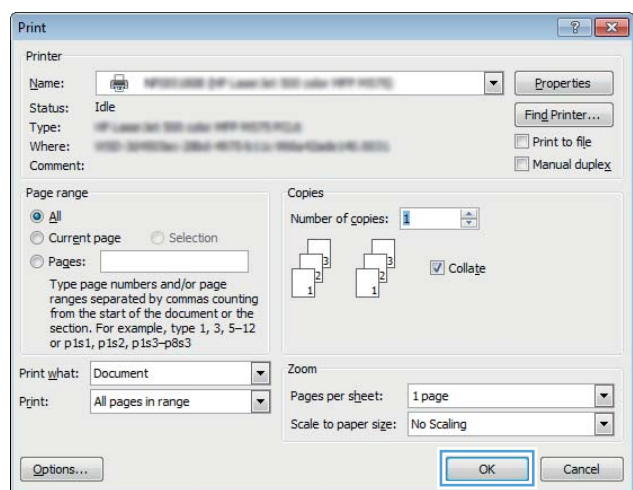 Print
Printer
Name:
Properties
Status: Idle
Find Printer...
Type:
Where:
Print to file
Comment:
Manual duplex
Page range
All
Current page Selection
Pages:
Type page numbers and/or page
ranges separated by commas counting
from the start of the document or the
section. For example, type 1, 3, 5–12
or p1s1, p1s2, p1s3–p8s3
Copies
Number of copies: 1
3 3
2 2
1 1
Collate
Print what: Document
Print: All pages in range
Zoom
Pages per sheet: 1 page
Scale to paper size: No Scaling
Options...
OK
Cancel